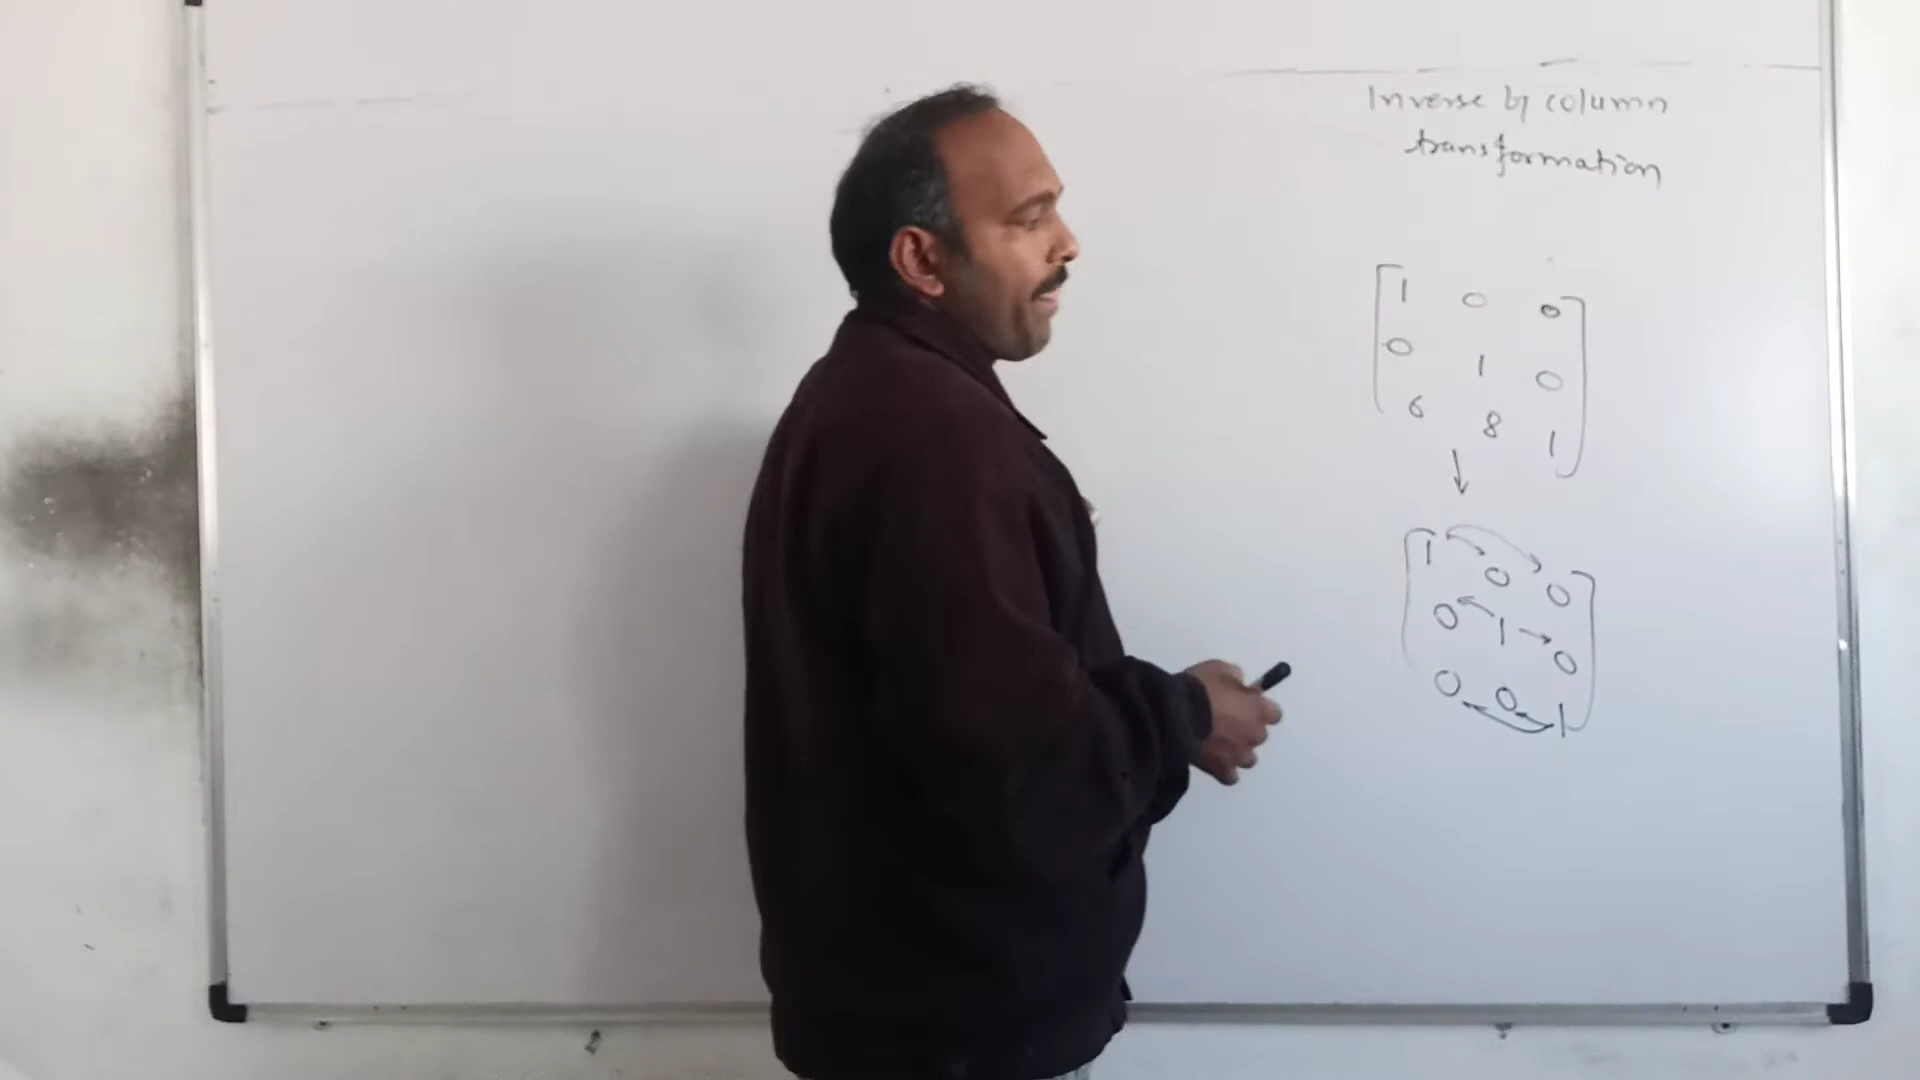 Inverse by column
transformation
1 0 0
0 1 0
6 8 1
1 0 0
0 1 0
0 0 1